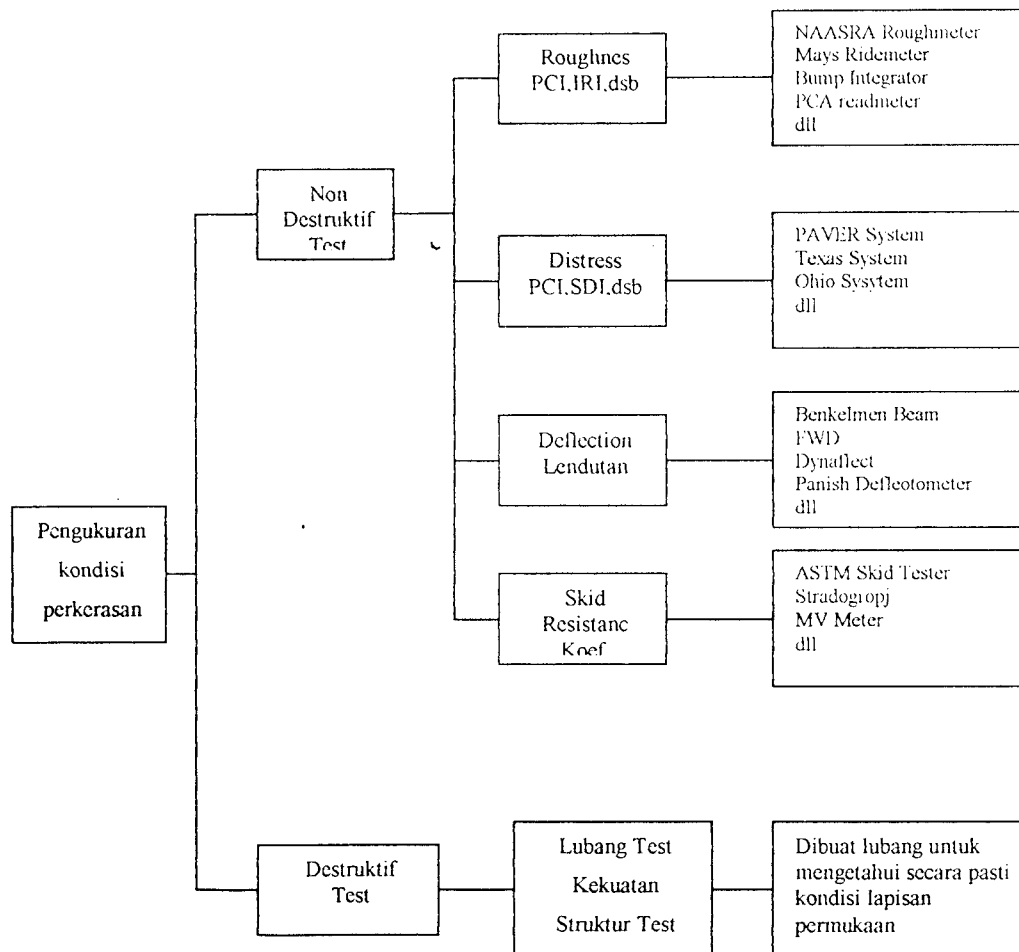 Roughnes
PCI,IRI,dsb
NAASRA Roughmeter
Mays Ridemeter
Bump Integrator
PCA readmeter
dll
Non
Destruktif
Test
Distress
PCI,SDI,dsb
PAVER System
Texas System
Ohio Sysytem
dll
Deflection
Lendutan
Benkelmen Beam
FWD
Dynaflect
Panish Defleotometer
dll
Pengukuran
kondisi
perkerasan
Skid
Resistanc
Koef
ASTM Skid Tester
Stradogropj
MV Meter
dll
Destruktif
Test
Lubang Test
Kekuatan
Struktur Test
Dibuat lubang untuk
mengetahui secara pasti
kondisi lapisan
permukaan